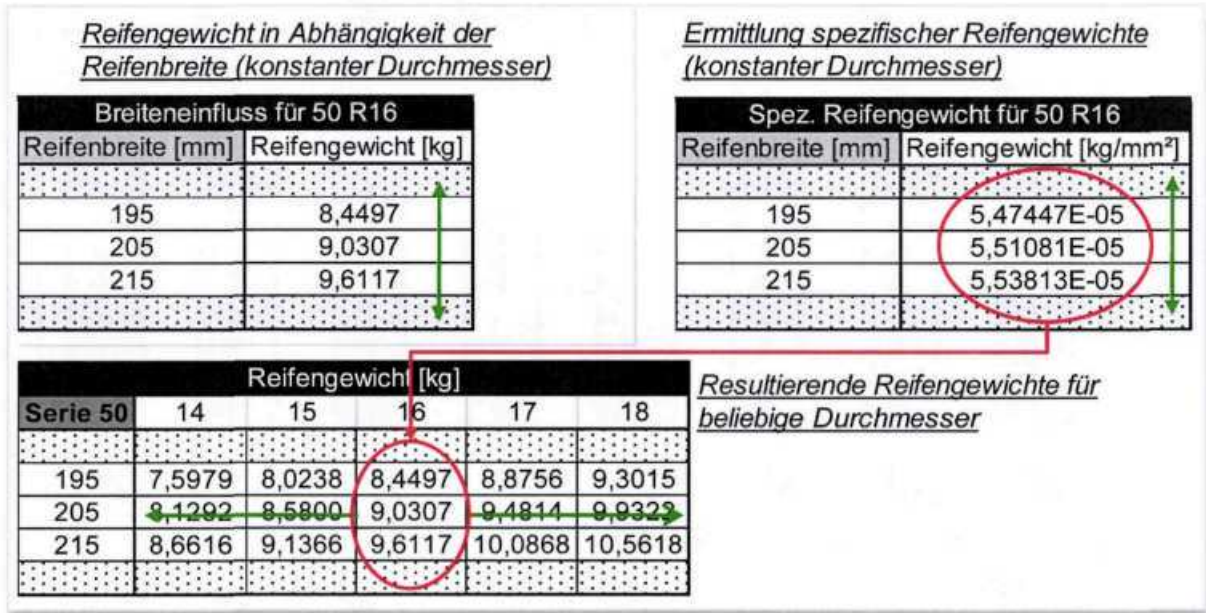 Reifengewicht in Abhängigkeit der
Reifenbreite (konstanter Durchmesser)
Breiteneinfluss für 50 R16
Reifenbreite [mm] Reifengewicht [kg]
195 8,4497
205 9,0307
215 9,6117
Ermittlung spezifischer Reifengewichte
(konstanter Durchmesser)
Spez. Reifengewicht für 50 R16
Reifenbreite [mm] Reifengewicht [kg/mm²]
195 5,47447E-05
205 5,51081E-05
215 5,53813E-05
Reifengewicht [kg]
Serie 50 14 15 16 17 18
195 7,5979 8,0238 8,4497 8,8756 9,3015
205 8,1292 8,5800 9,0307 9,4814 9,9322
215 8,6616 9,1366 9,6117 10,0868 10,5618
Resultierende Reifengewichte für
beliebige Durchmesser